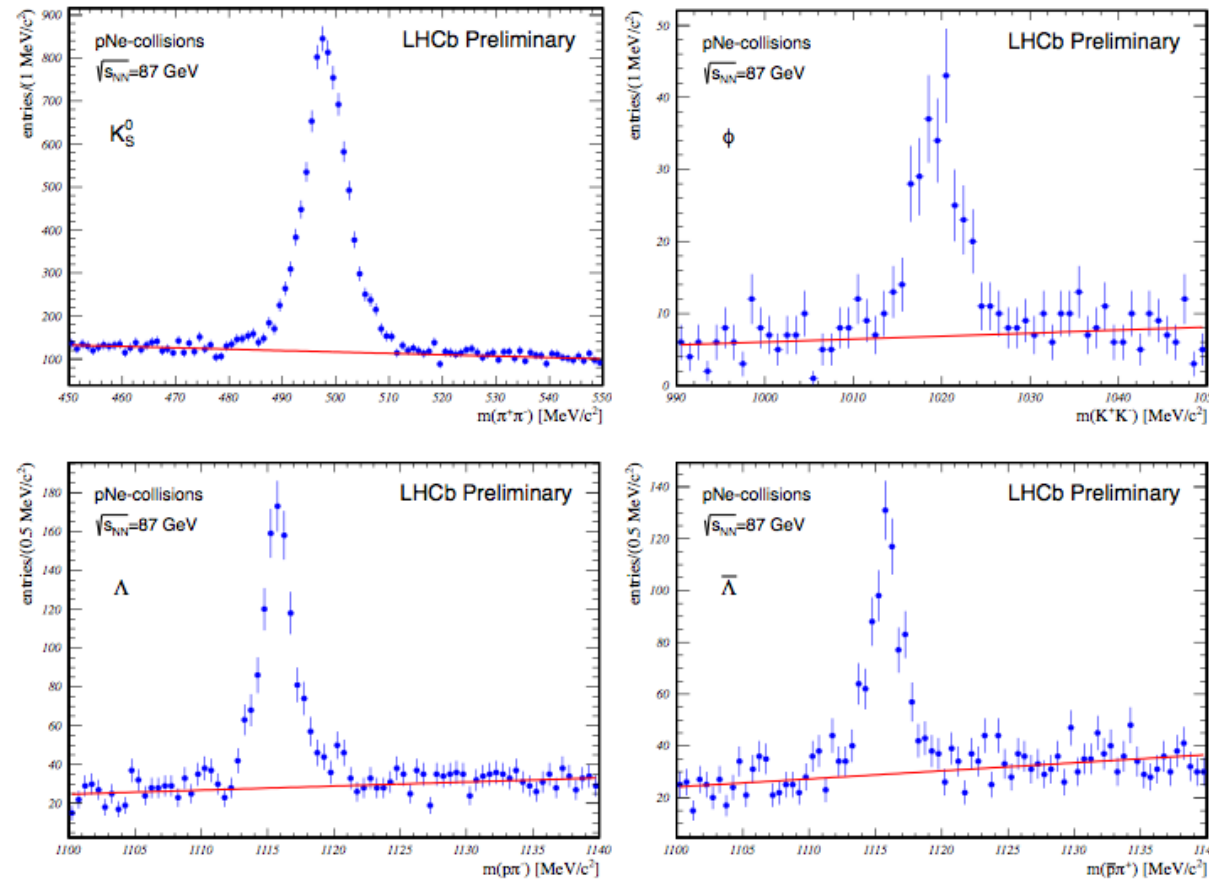 entries/(1 MeV/c²)
900
800
700
600
500
400
300
200
100
pNe-collisions
LHCb Preliminary
√sNN=87 GeV
K⁰S
450 460 470 480 490 500 510 520 530 540 550
m(π⁺π⁻) [MeV/c²]
entries/(1 MeV/c²)
50
40
30
20
10
0
pNe-collisions
LHCb Preliminary
√sNN=87 GeV
ϕ
990 1000 1010 1020 1030 1040
m(K⁺K⁻) [MeV/c²]
entries/(0.5 MeV/c²)
180
160
140
120
100
80
60
40
20
pNe-collisions
LHCb Preliminary
√sNN=87 GeV
Λ
1100 1105 1110 1115 1120 1125 1130 1135 1140
m(pπ⁻) [MeV/c²]
entries/(0.5 MeV/c²)
140
120
100
80
60
40
20
pNe-collisions
LHCb Preliminary
√sNN=87 GeV
Λ̅
1100 1105 1110 1115 1120 1125 1130 1135
m(p̅π⁺) [MeV/c²]